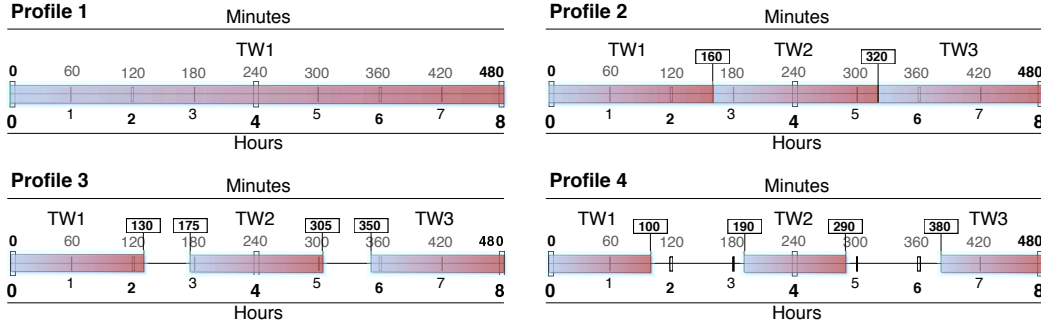 Profile 1
Minutes
TW1
0 60 120 180 240 300 360 420 480
0 1 2 3 4 5 6 7 8
Hours
Profile 2
Minutes
TW1 TW2 TW3
160 320
0 60 120 180 240 300 360 420 480
0 1 2 3 4 5 6 7 8
Hours
Profile 3
Minutes
TW1 TW2 TW3
130 175 305 350
0 60 120 180 240 300 360 420 480
0 1 2 3 4 5 6 7 8
Hours
Profile 4
Minutes
TW1 TW2 TW3
100 190 290 380
0 60 120 180 240 300 360 420 480
0 1 2 3 4 5 6 7 8
Hours